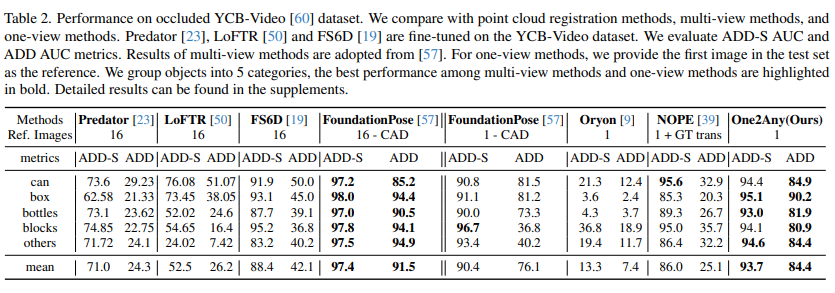 Table 2. Performance on occluded YCB-Video [60] dataset. We compare with point cloud registration methods, multi-view methods, and
one-view methods. Predator [23], LoFTR [50] and FS6D [19] are fine-tuned on the YCB-Video dataset. We evaluate ADD-S AUC and
ADD AUC metrics. Results of multi-view methods are adopted from [57]. For one-view methods, we provide the first image in the test set
as the reference. We group objects into 5 categories, the best performance among multi-view methods and one-view methods are highlighted
in bold. Detailed results can be found in the supplements.
Methods Predator [23] LoFTR [50] FS6D [19] FoundationPose [57] FoundationPose [57] Oryon [9] NOPE [39] One2Any(Ours)
Ref. Images 16 16 16 16 - CAD 1 - CAD 1 1 + GT trans 1
metrics ADD-S ADD ADD-S ADD ADD-S ADD ADD-S ADD ADD-S ADD ADD-S ADD ADD-S ADD ADD-S ADD
can 73.6 29.23 76.08 51.07 91.9 50.0 97.2 85.2 90.8 81.5 21.3 12.4 95.6 32.9 94.4 84.9
box 62.58 21.33 73.45 38.05 93.1 45.0 98.0 94.4 91.1 81.2 3.6 2.4 85.3 20.3 95.1 90.2
bottles 73.1 23.62 52.02 24.6 87.7 39.1 97.0 90.5 90.0 73.3 4.3 3.7 89.3 26.7 93.0 81.9
blocks 74.85 22.75 54.65 16.4 95.2 36.8 97.8 94.1 96.7 36.8 36.8 18.9 95.0 35.7 94.1 80.9
others 71.72 24.1 24.02 7.42 83.2 40.2 97.5 94.9 93.4 40.2 19.4 11.7 86.4 32.2 94.6 84.4
mean 71.0 24.3 52.5 26.2 88.4 42.1 97.4 91.5 90.4 76.1 13.3 7.4 86.0 25.1 93.7 84.4